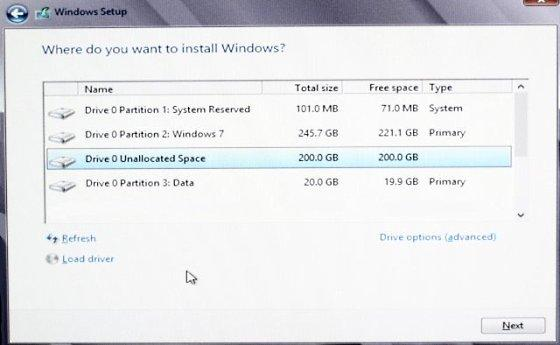 Windows Setup
Where do you want to install Windows?
Name Total size Free space Type
Drive 0 Partition 1: System Reserved 101.0 MB 71.0 MB System
Drive 0 Partition 2: Windows 7 245.7 GB 221.1 GB Primary
Drive 0 Unallocated Space 200.0 GB 200.0 GB
Drive 0 Partition 3: Data 20.0 GB 19.9 GB Primary
Refresh Drive options (advanced)
Load driver
Next